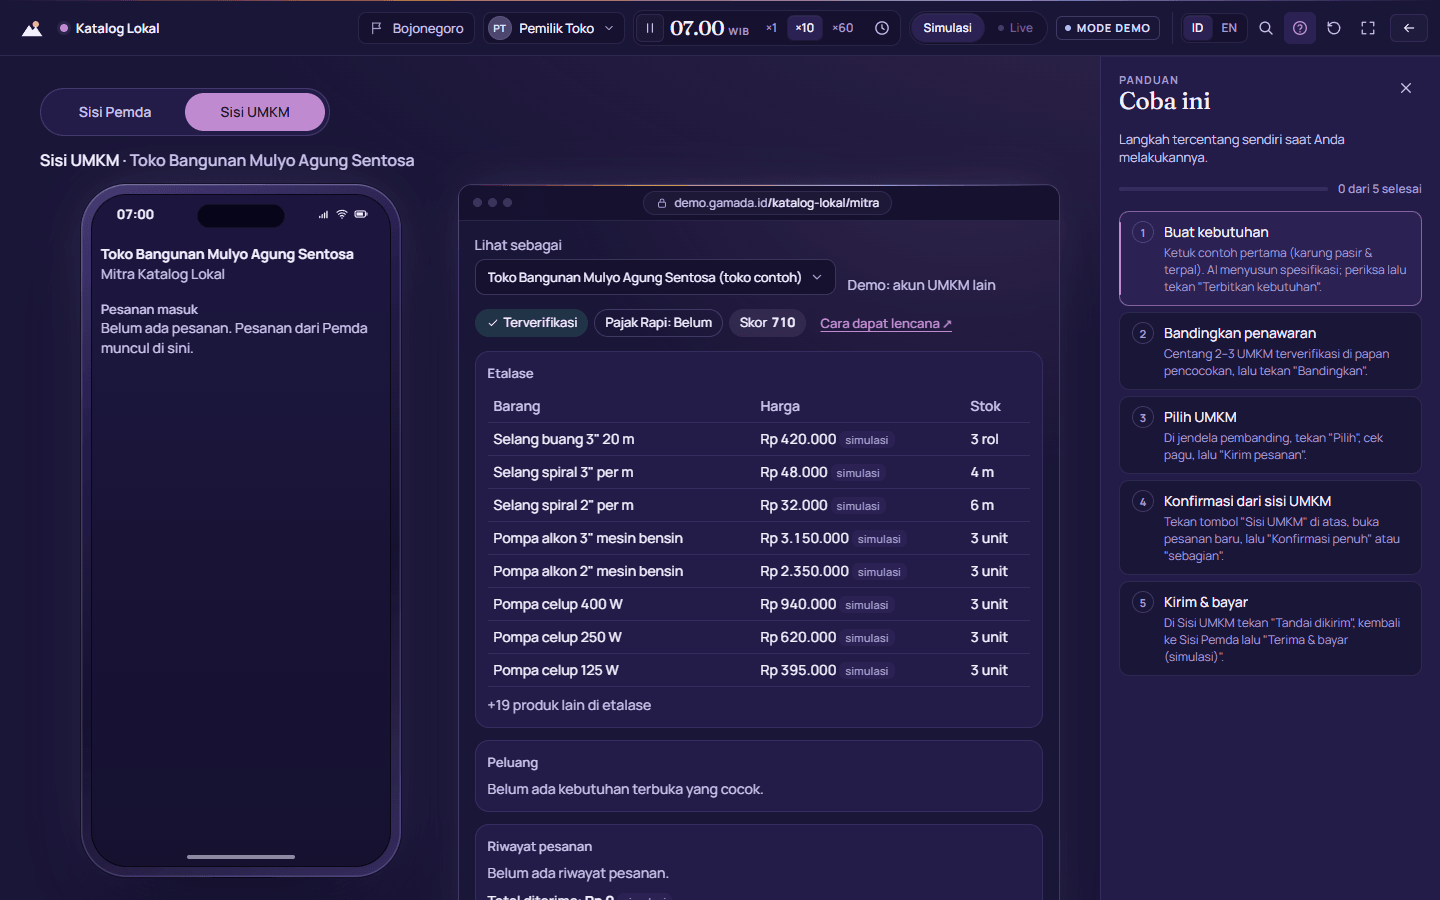 Katalog Lokal
Bojonegoro
PT Pemilik Toko
07.00 WIB
×1 ×10 ×60
Simulasi Live
MODE DEMO
ID EN
Sisi Pemda Sisi UMKM
Sisi UMKM · Toko Bangunan Mulyo Agung Sentosa
07:00
Toko Bangunan Mulyo Agung Sentosa
Mitra Katalog Lokal
Pesanan masuk
Belum ada pesanan. Pesanan dari Pemda
muncul di sini.
demo.gamada.id/katalog-lokal/mitra
Lihat sebagai
Toko Bangunan Mulyo Agung Sentosa (toko contoh)
Demo: akun UMKM lain
Terverifikasi Pajak Rapi: Belum Skor 710 Cara dapat lencana ↗
Etalase
Barang Harga Stok
Selang buang 3" 20 m Rp 420.000 simulasi 3 rol
Selang spiral 3" per m Rp 48.000 simulasi 4 m
Selang spiral 2" per m Rp 32.000 simulasi 6 m
Pompa alkon 3" mesin bensin Rp 3.150.000 simulasi 3 unit
Pompa alkon 2" mesin bensin Rp 2.350.000 simulasi 3 unit
Pompa celup 400 W Rp 940.000 simulasi 3 unit
Pompa celup 250 W Rp 620.000 simulasi 3 unit
Pompa celup 125 W Rp 395.000 simulasi 3 unit
+19 produk lain di etalase
Peluang
Belum ada kebutuhan terbuka yang cocok.
Riwayat pesanan
Belum ada riwayat pesanan.
Total diterima: Rp 0
PANDUAN
Coba ini
Langkah tercentang sendiri saat Anda
melakukannya.
0 dari 5 selesai
1 Buat kebutuhan
Ketuk contoh pertama (karung pasir &
terpal). AI menyusun spesifikasi; periksa lalu
tekan "Terbitkan kebutuhan".
2 Bandingkan penawaran
Centang 2–3 UMKM terverifikasi di papan
pencocokan, lalu tekan "Bandingkan".
3 Pilih UMKM
Di jendela pembanding, tekan "Pilih", cek
pagu, lalu "Kirim pesanan".
4 Konfirmasi dari sisi UMKM
Tekan tombol "Sisi UMKM" di atas, buka
pesanan baru, lalu "Konfirmasi penuh" atau
"sebagian".
5 Kirim & bayar
Di Sisi UMKM tekan "Tandai dikirim", kembali
ke Sisi Pemda lalu "Terima & bayar
(simulasi)".